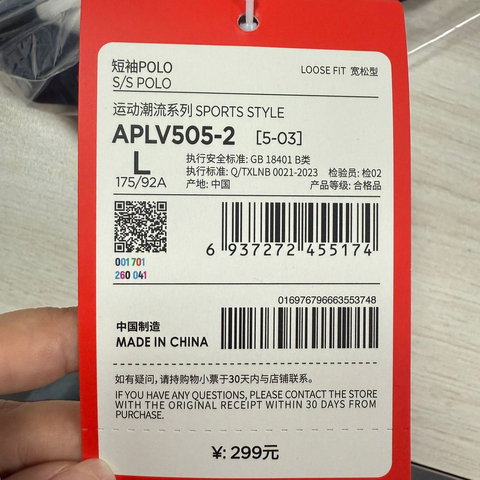 短袖POLO
S/S POLO
LOOSE FIT 宽松型
运动潮流系列 SPORTS STYLE
APLV505-2 [5-03]
L
175/92A
执行安全标准: GB 18401 B类
执行标准: Q/TXLNB 0021-2023 检验员: 检02
产地: 中国 产品等级: 合格品
001 701
260 041
6 937272 455174
016976796663553748
中国制造
MADE IN CHINA
如有疑问,请持购物小票于30天内与店铺联系。
IF YOU HAVE ANY QUESTIONS, PLEASE CONTACT THE STORE
WITH THE ORIGINAL RECEIPT WITHIN 30 DAYS FROM
PURCHASE.
¥: 299元